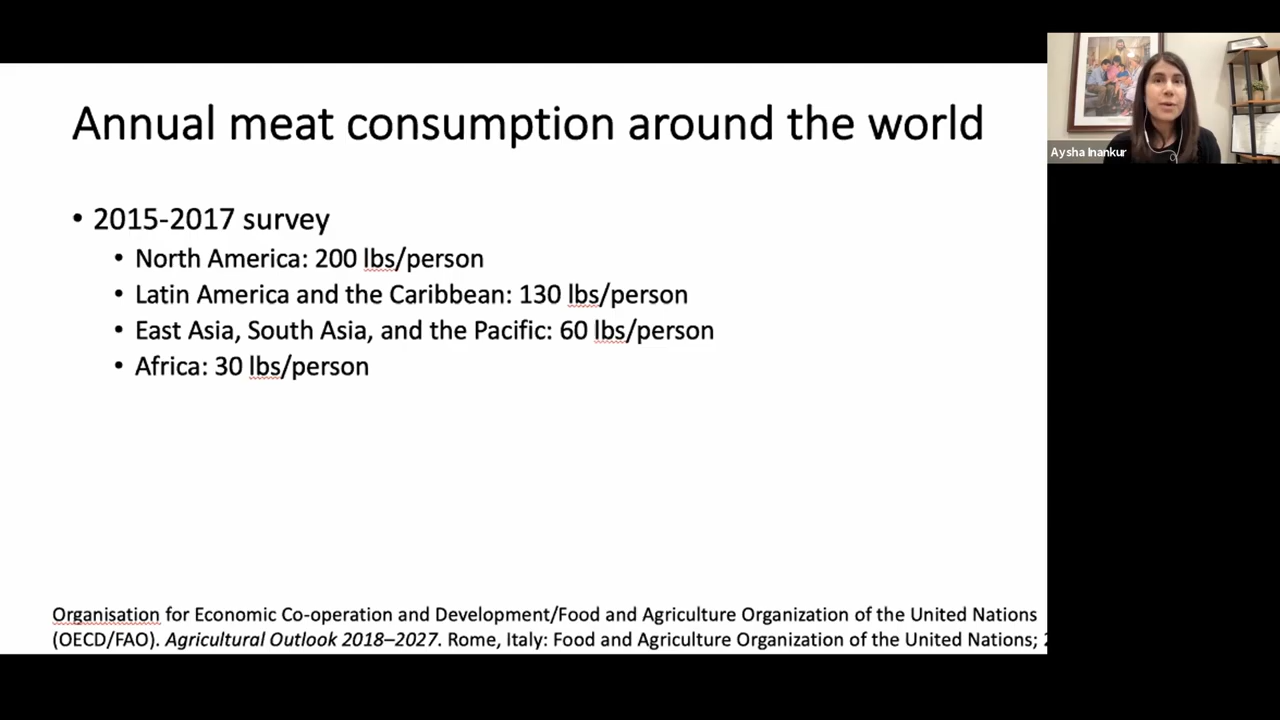 Annual meat consumption around the world
Aysha Inankur
• 2015-2017 survey
• North America: 200 lbs/person
• Latin America and the Caribbean: 130 lbs/person
• East Asia, South Asia, and the Pacific: 60 lbs/person
• Africa: 30 lbs/person
Organisation for Economic Co-operation and Development/Food and Agriculture Organization of the United Nations
(OECD/FAO). Agricultural Outlook 2018–2027. Rome, Italy: Food and Agriculture Organization of the United Nations;